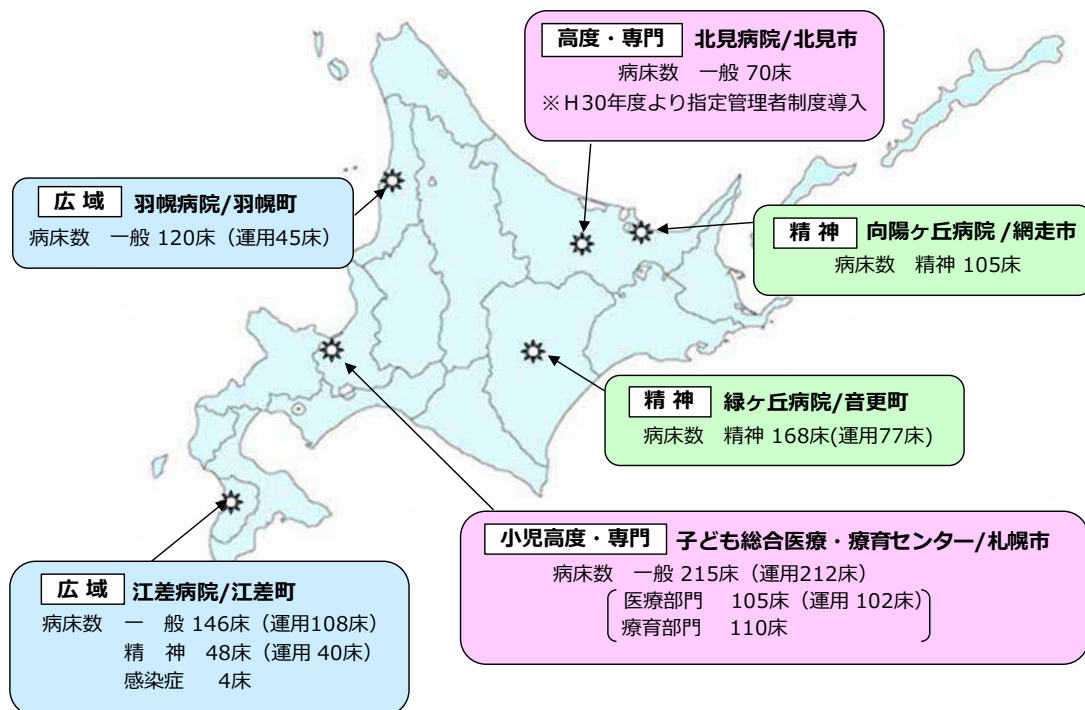 高度・専門 北見病院/北見市
病床数　一般 70床
※Ｈ30年度より指定管理者制度導入
広 域 羽幌病院/羽幌町
病床数　一般 120床（運用45床）
精 神 向陽ヶ丘病院 /網走市
病床数　精神 105床
精 神 緑ヶ丘病院/音更町
病床数　精神 168床(運用77床)
小児高度・専門 子ども総合医療・療育センター/札幌市
病床数　一般 215床（運用212床）
医療部門　105床（運用 102床）
療育部門　110床
広 域 江差病院/江差町
病床数　一　般 146床（運用108床）
精　神　48床（運用 40床）
感染症　4床